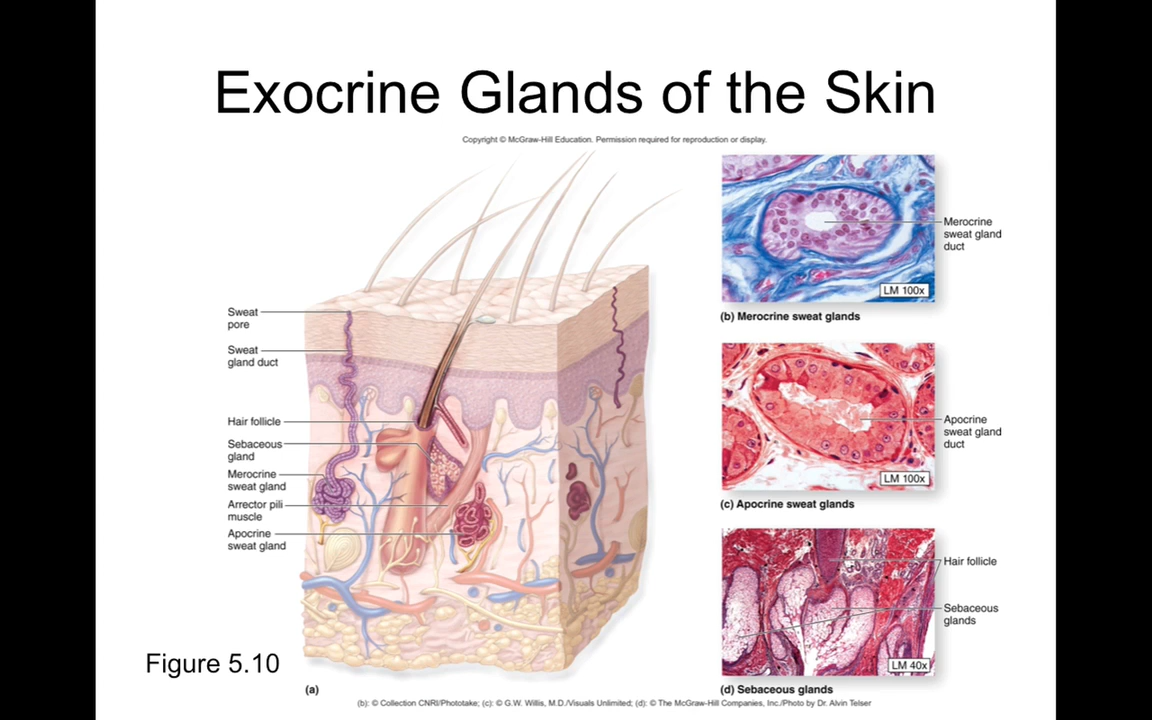 Exocrine Glands of the Skin
Copyright © McGraw-Hill Education. Permission required for reproduction or display.
Sweat
pore
Sweat
gland duct
Hair follicle
Sebaceous
gland
Merocrine
sweat gland
Arrector pili
muscle
Apocrine
sweat gland
Figure 5.10
(a)
Merocrine
sweat gland
duct
LM 100x
(b) Merocrine sweat glands
Apocrine
sweat gland
duct
LM 100x
(c) Apocrine sweat glands
Hair follicle
Sebaceous
glands
LM 40x
(d) Sebaceous glands
(b): © Collection CNRI/Phototake; (c): © G.W. Willis, M.D./Visuals Unlimited; (d): © The McGraw-Hill Companies, Inc./Photo by Dr. Alvin Telser